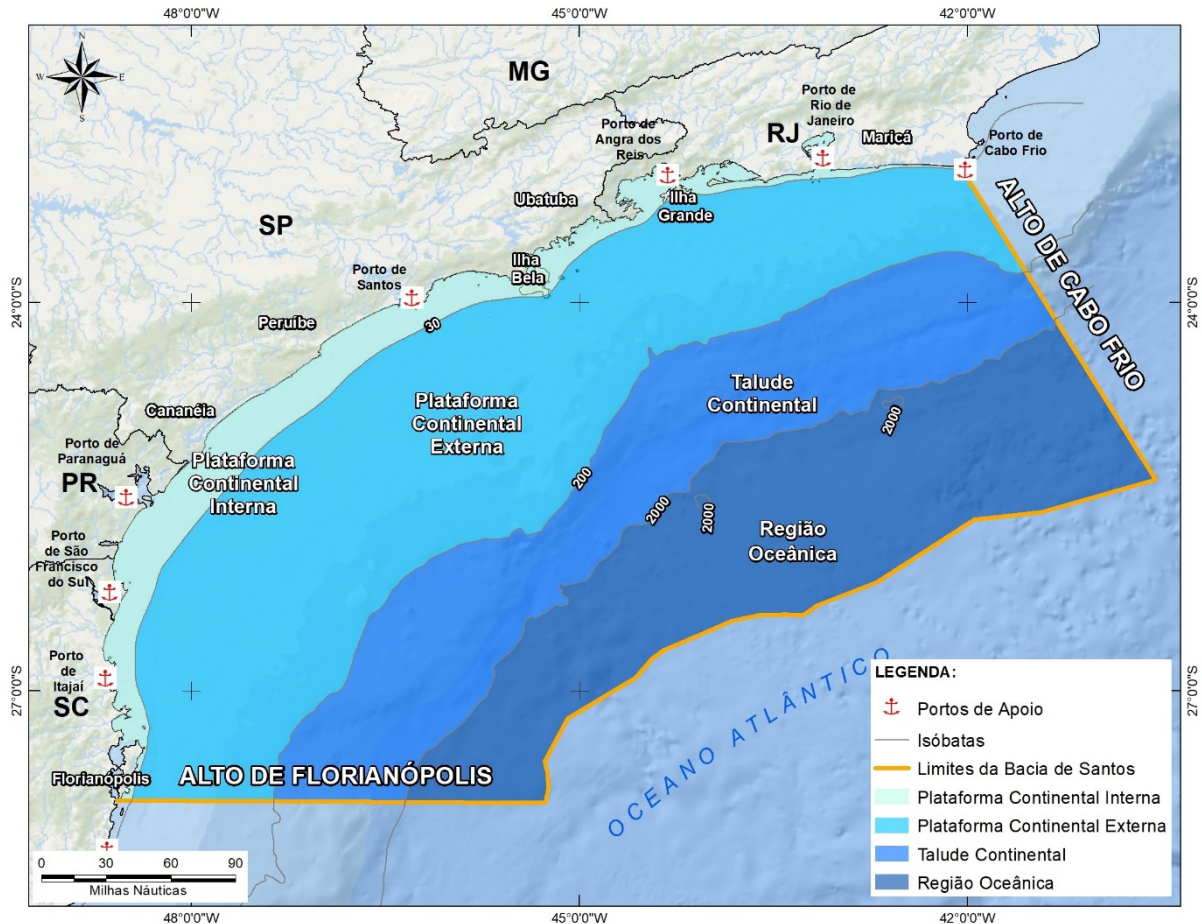 48°0'0"W
45°0'0"W
42°0'0"W
N
W
E
S
MG
Porto de
Rio de
Janeiro
Porto de
Angra dos
Reis
RJ
Maricá
Porto de
Cabo Frio
Ubatuba
Ilha
Grande
SP
Ilha
Bela
Porto de
Santos
ALTO DE CABO FRIO
24°0'0"S
24°0'0"S
Peruíbe
30
Talude
Continental
Plataforma
Continental
Externa
Cananéia
2000
Porto de
Paranaguá
PR
Plataforma
Continental
Interna
200
2000
2000
Região
Oceânica
Porto
de São
Francisco
do Sul
Porto
de
Itajaí
SC
27°0'0"S
27°0'0"S
OCEANO ATLÂNTICO
Florianópolis
ALTO DE FLORIANÓPOLIS
LEGENDA:
Portos de Apoio
Isóbatas
Limites da Bacia de Santos
Plataforma Continental Interna
Plataforma Continental Externa
Talude Continental
Região Oceânica
0 30 60 90
Milhas Náuticas
48°0'0"W
45°0'0"W
42°0'0"W